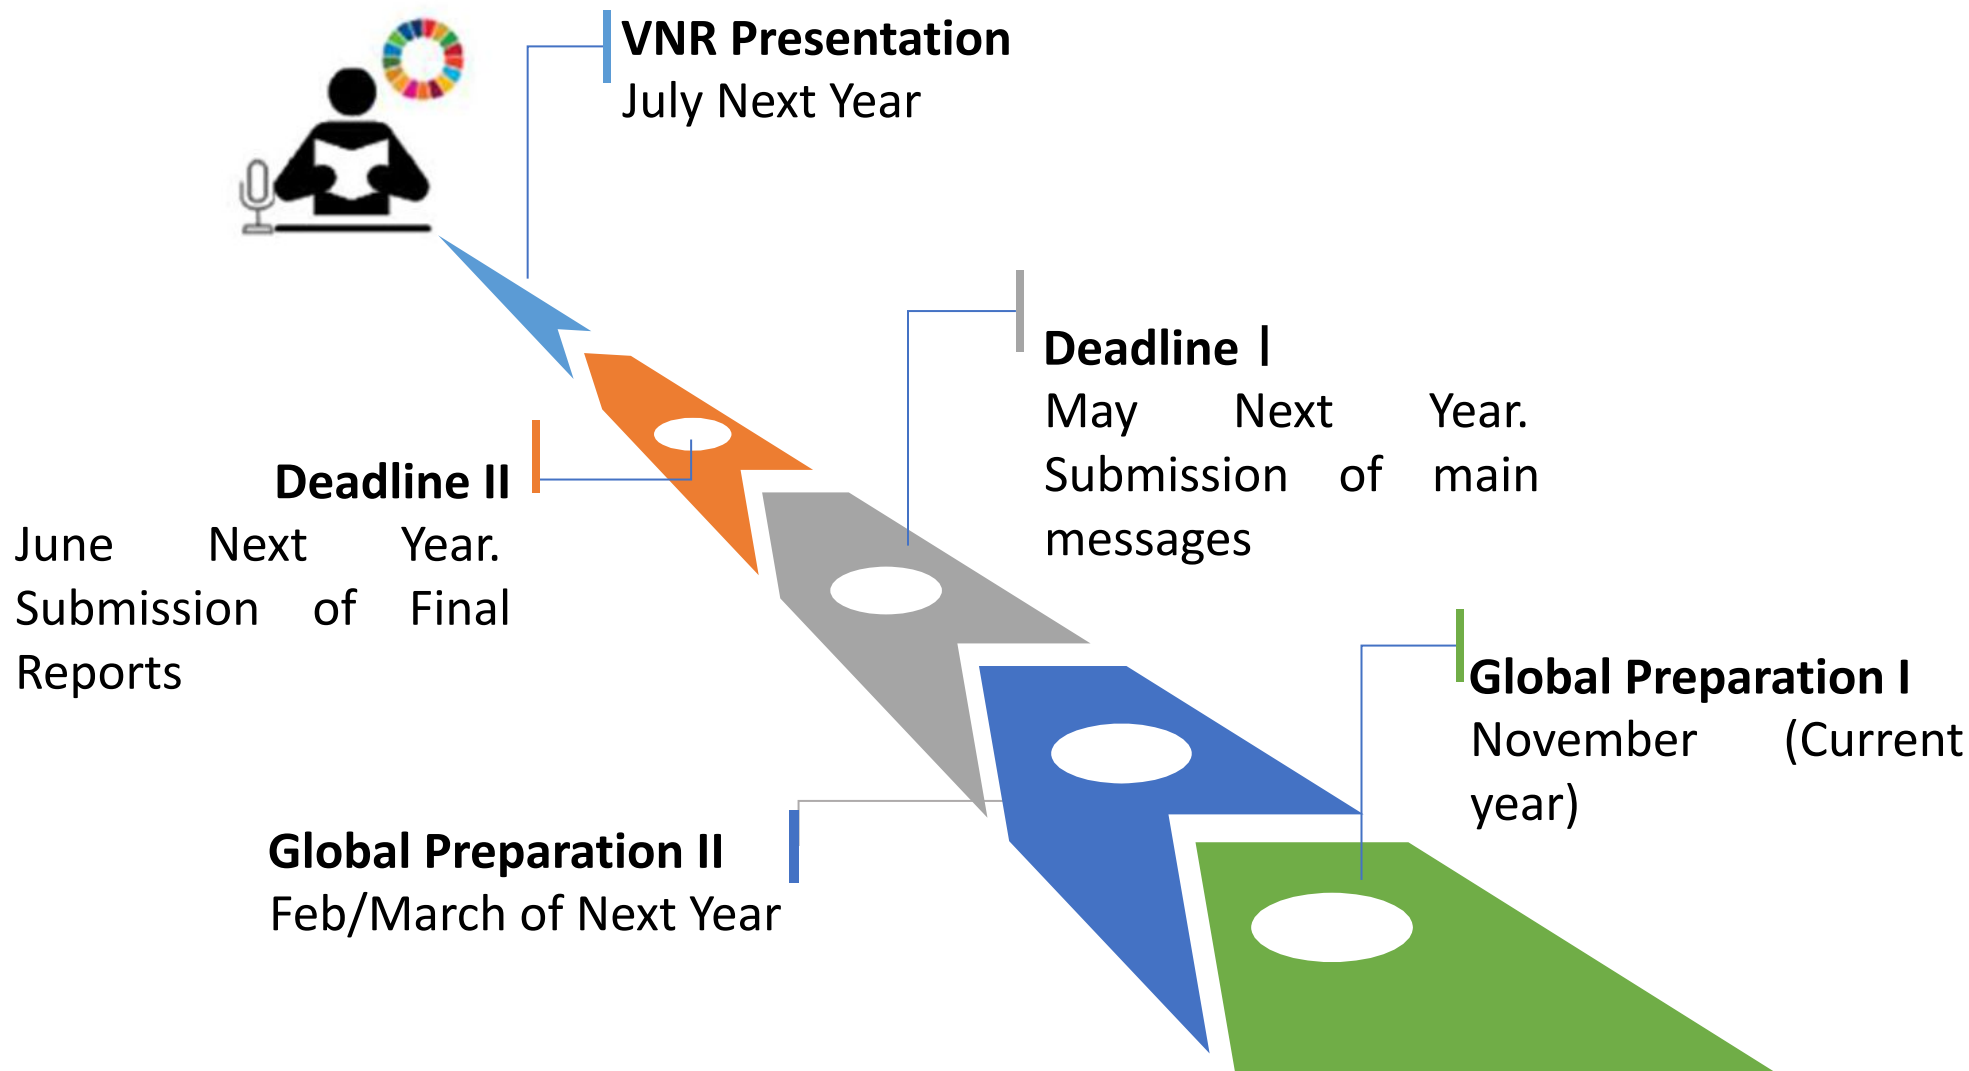 VNR Presentation
July Next Year
Deadline I
May Next Year.
Submission of main
messages
Deadline II
June Next Year.
Submission of Final
Reports
Global Preparation I
November (Current
year)
Global Preparation II
Feb/March of Next Year